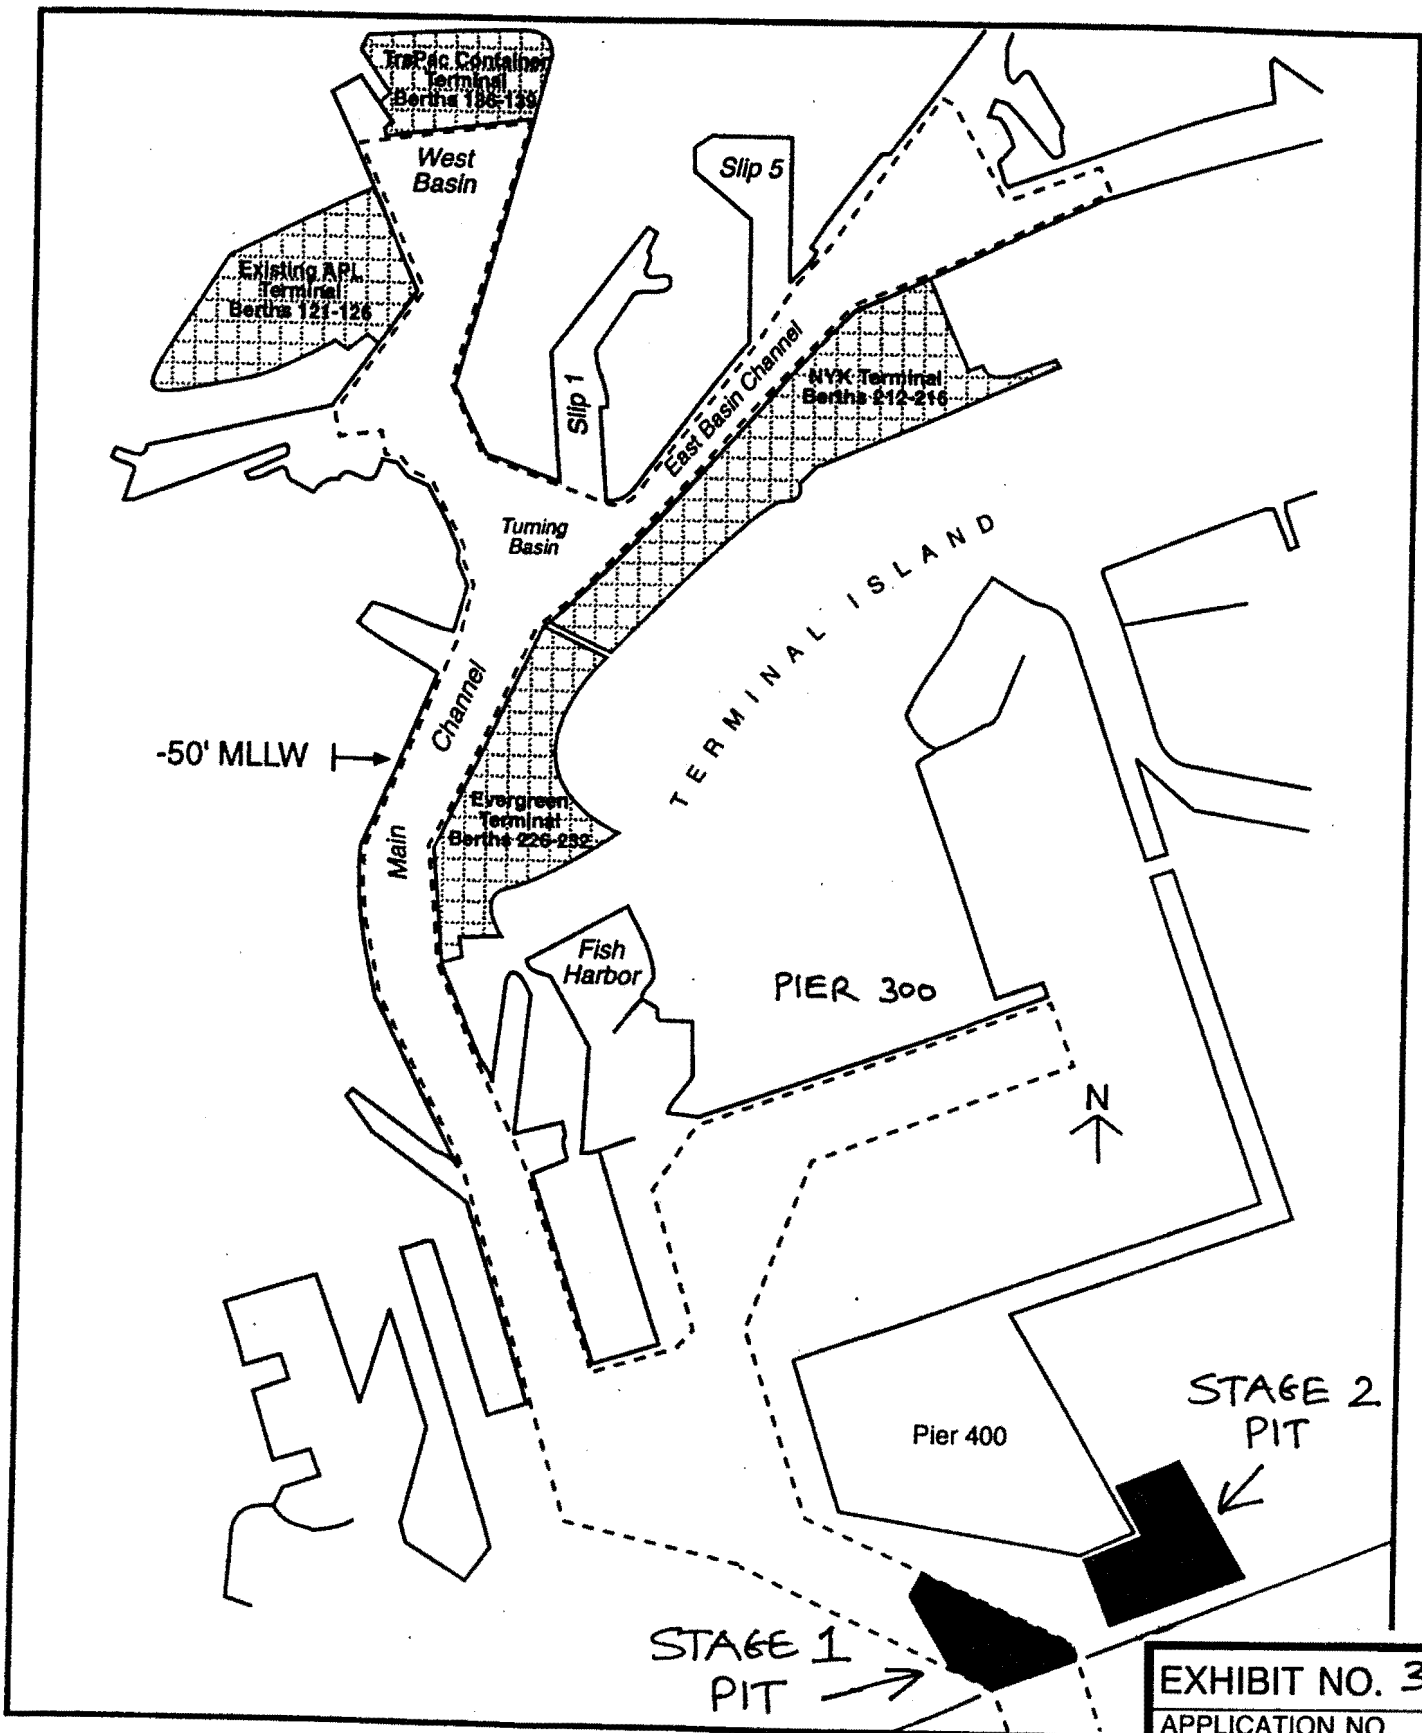 TraPac Container
Terminal
Berths 136-139
West
Basin
Slip 5
Existing APL
Terminal
Berths 121-126
Slip 1
East Basin Channel
NYK Terminal
Berths 212-216
Turning
Basin
TERMINAL ISLAND
Channel
-50' MLLW
Evergreen
Terminal
Berths 226-232
Main
Fish
Harbor
PIER 300
N
STAGE 2
PIT
Pier 400
STAGE 1
PIT
EXHIBIT NO. 3
APPLICATION NO.